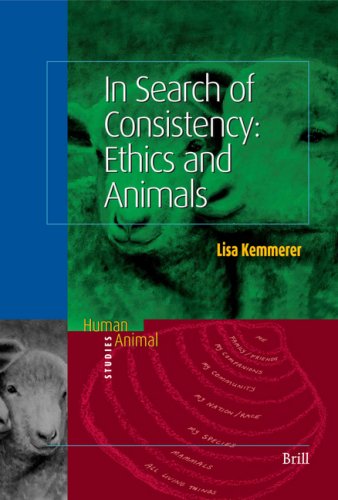 In Search of
Consistency:
Ethics and
Animals
Lisa Kemmerer
Human
Animal
STUDIES
ME
FAMILY/FRIENDS
MY COMPANIONS
MY COMMUNITY
MY NATION/RACE
MY SPECIES
MAMMALS
ALL LIVING THINGS
Brill